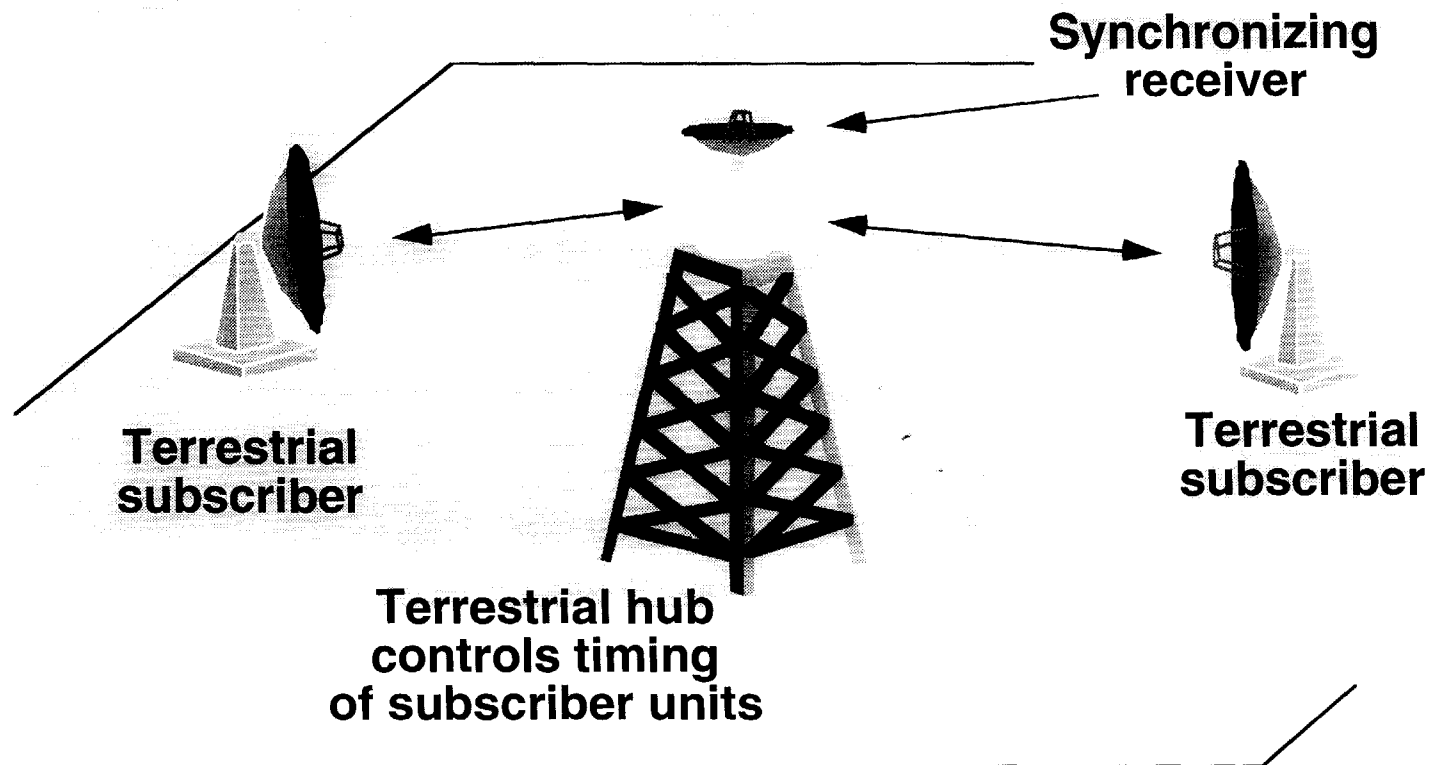 Synchronizing
receiver
Terrestrial
subscriber
Terrestrial
subscriber
Terrestrial hub
controls timing
of subscriber units